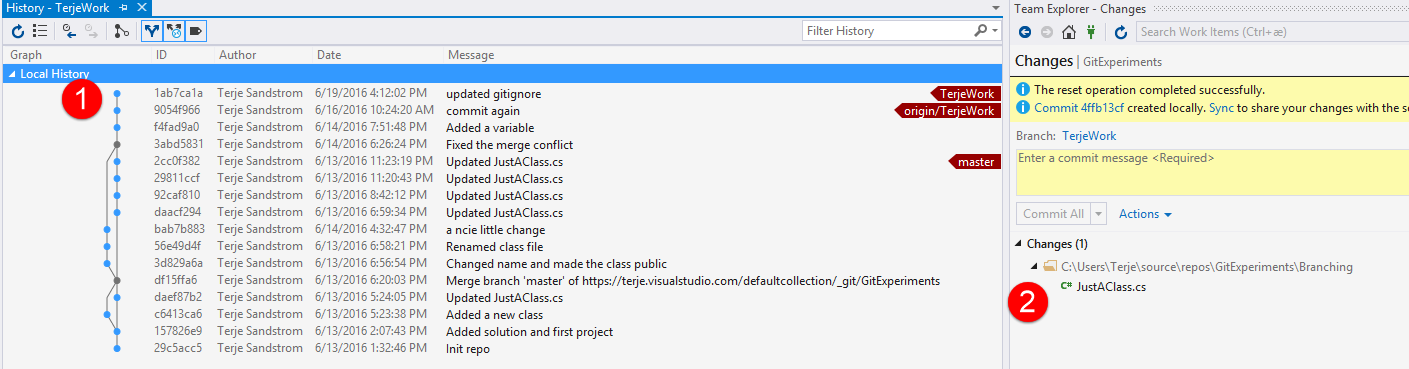 History - TerjeWork
Filter History
Graph ID Author Date Message
Local History
1
1ab7ca1a Terje Sandstrom 6/19/2016 4:12:02 PM updated gitignore TerjeWork
9054f966 Terje Sandstrom 6/16/2016 10:24:20 AM commit again origin/TerjeWork
f4fad9a0 Terje Sandstrom 6/14/2016 7:51:48 PM Added a variable
3abd5831 Terje Sandstrom 6/14/2016 6:26:24 PM Fixed the merge conflict
2cc0f382 Terje Sandstrom 6/13/2016 11:23:19 PM Updated JustAClass.cs master
29811ccf Terje Sandstrom 6/13/2016 11:20:43 PM Updated JustAClass.cs
92caf810 Terje Sandstrom 6/13/2016 8:42:12 PM Updated JustAClass.cs
daacf294 Terje Sandstrom 6/13/2016 6:59:34 PM Updated JustAClass.cs
bab7b883 Terje Sandstrom 6/14/2016 4:32:47 PM a ncie little change
56e49d4f Terje Sandstrom 6/13/2016 6:58:21 PM Renamed class file
3d829a6a Terje Sandstrom 6/13/2016 6:56:54 PM Changed name and made the class public
df15ffa6 Terje Sandstrom 6/13/2016 6:20:03 PM Merge branch 'master' of https://terje.visualstudio.com/defaultcollection/_git/GitExperiments
daef87b2 Terje Sandstrom 6/13/2016 5:24:05 PM Updated JustAClass.cs
c6413ca6 Terje Sandstrom 6/13/2016 5:23:38 PM Added a new class
157826e9 Terje Sandstrom 6/13/2016 2:07:43 PM Added solution and first project
29c5acc5 Terje Sandstrom 6/13/2016 1:32:46 PM Init repo
Team Explorer - Changes
Search Work Items (Ctrl+æ)
Changes | GitExperiments
The reset operation completed successfully.
Commit 4ffb13cf created locally. Sync to share your changes with the se
Branch: TerjeWork
Enter a commit message <Required>
Commit All Actions
Changes (1)
C:\Users\Terje\source\repos\GitExperiments\Branching
2
C# JustAClass.cs